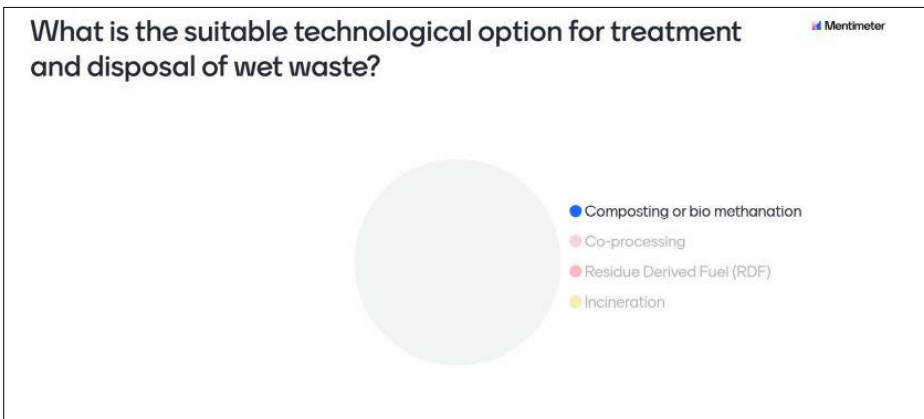 What is the suitable technological option for treatment
and disposal of wet waste?
Mentimeter
Composting or bio methanation
Co-processing
Residue Derived Fuel (RDF)
Incineration